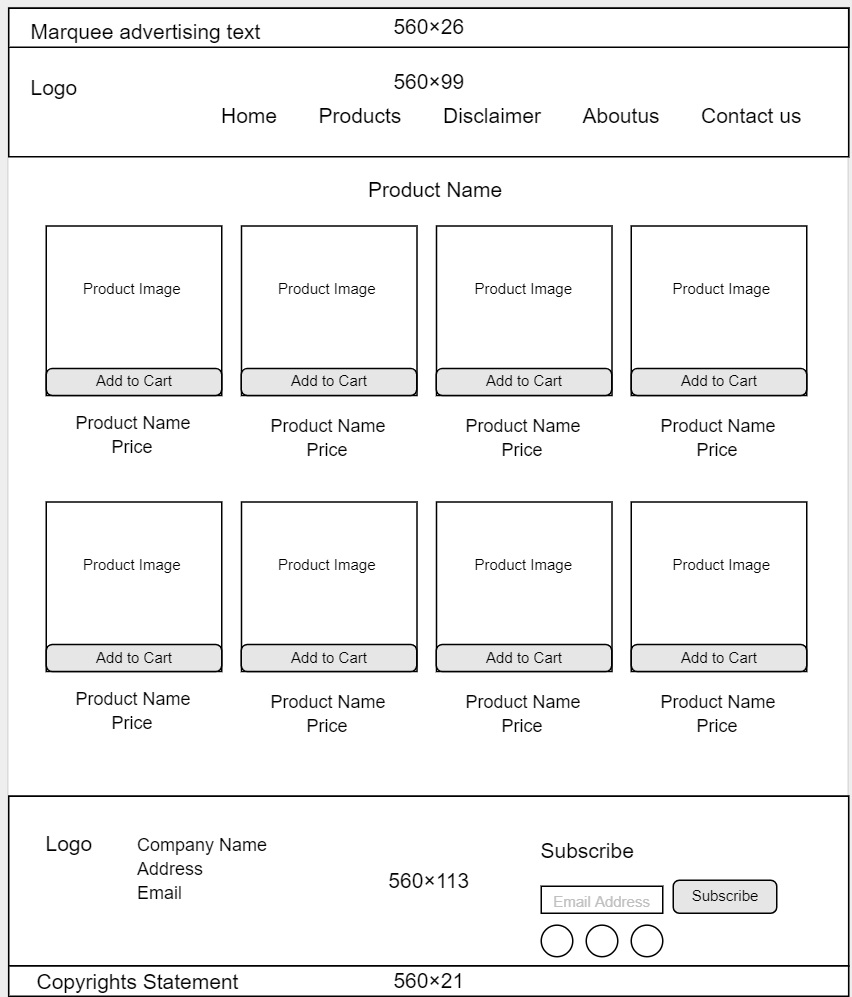 Marquee advertising text 560×26
Logo 560×99
Home Products Disclaimer Aboutus Contact us
Product Name
Product Image Product Image Product Image Product Image
Add to Cart Add to Cart Add to Cart Add to Cart
Product Name Product Name Product Name Product Name
Price Price Price Price
Product Image Product Image Product Image Product Image
Add to Cart Add to Cart Add to Cart Add to Cart
Product Name Product Name Product Name Product Name
Price Price Price Price
Logo
Company Name
Address
Email
560×113
Subscribe
Email Address Subscribe
Copyrights Statement 560×21